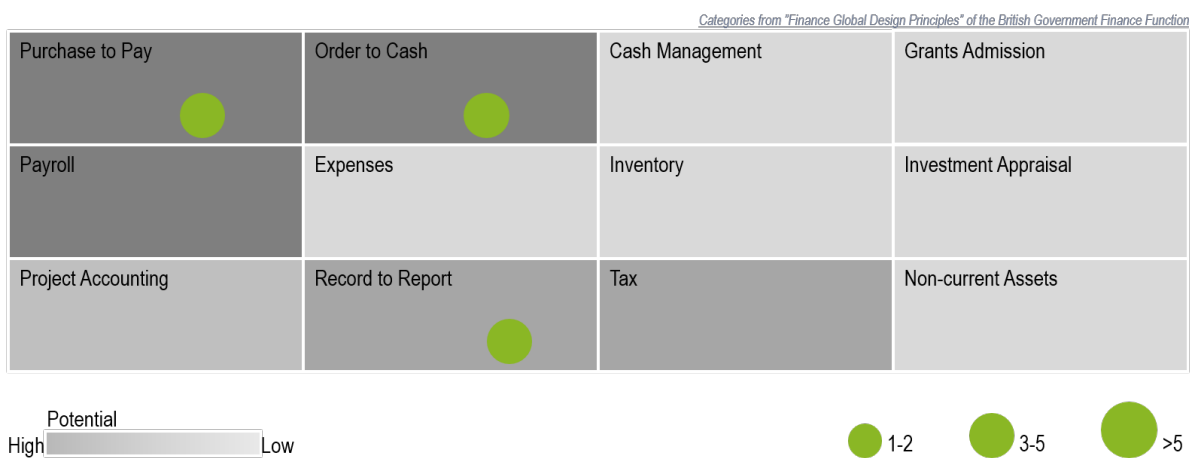 Categories from "Finance Global Design Principles" of the British Government Finance Function
Purchase to Pay
Order to Cash
Cash Management
Grants Admission
Payroll
Expenses
Inventory
Investment Appraisal
Project Accounting
Record to Report
Tax
Non-current Assets
Potential
High
Low
1-2
3-5
>5